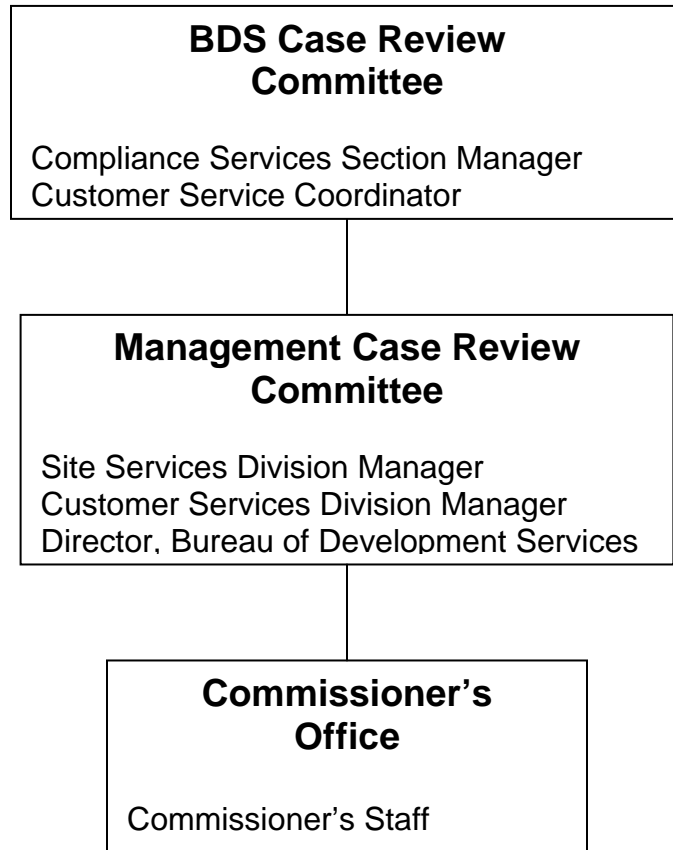 BDS Case Review
Committee
Compliance Services Section Manager
Customer Service Coordinator
Management Case Review
Committee
Site Services Division Manager
Customer Services Division Manager
Director, Bureau of Development Services
Commissioner’s
Office
Commissioner’s Staff